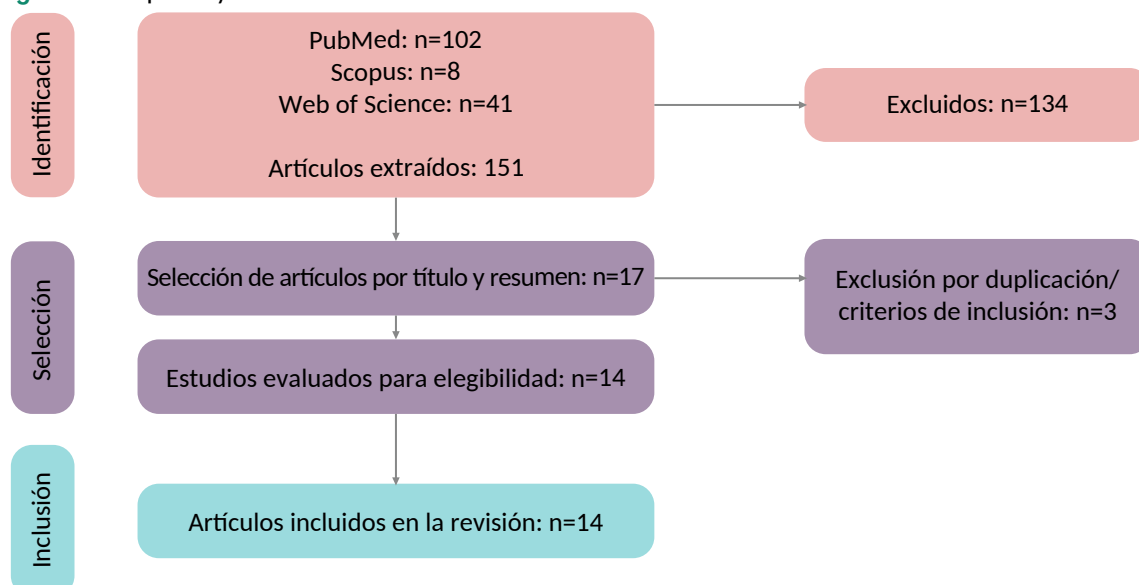 Identificación
PubMed: n=102
Scopus: n=8
Web of Science: n=41
Artículos extraídos: 151
Excluidos: n=134
Selección
Selección de artículos por título y resumen: n=17
Exclusión por duplicación/
criterios de inclusión: n=3
Estudios evaluados para elegibilidad: n=14
Inclusión
Artículos incluidos en la revisión: n=14